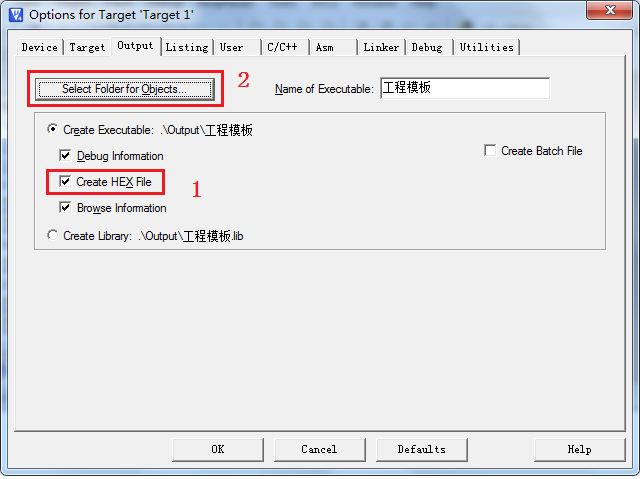 Options for Target 'Target 1'
Device Target Output Listing User C/C++ Asm Linker Debug Utilities
Select Folder for Objects... 2 Name of Executable: 工程模板
Create Executable: .\Output\工程模板
Debug Information Create Batch File
Create HEX File 1
Browse Information
Create Library: .\Output\工程模板.lib
OK Cancel Defaults Help